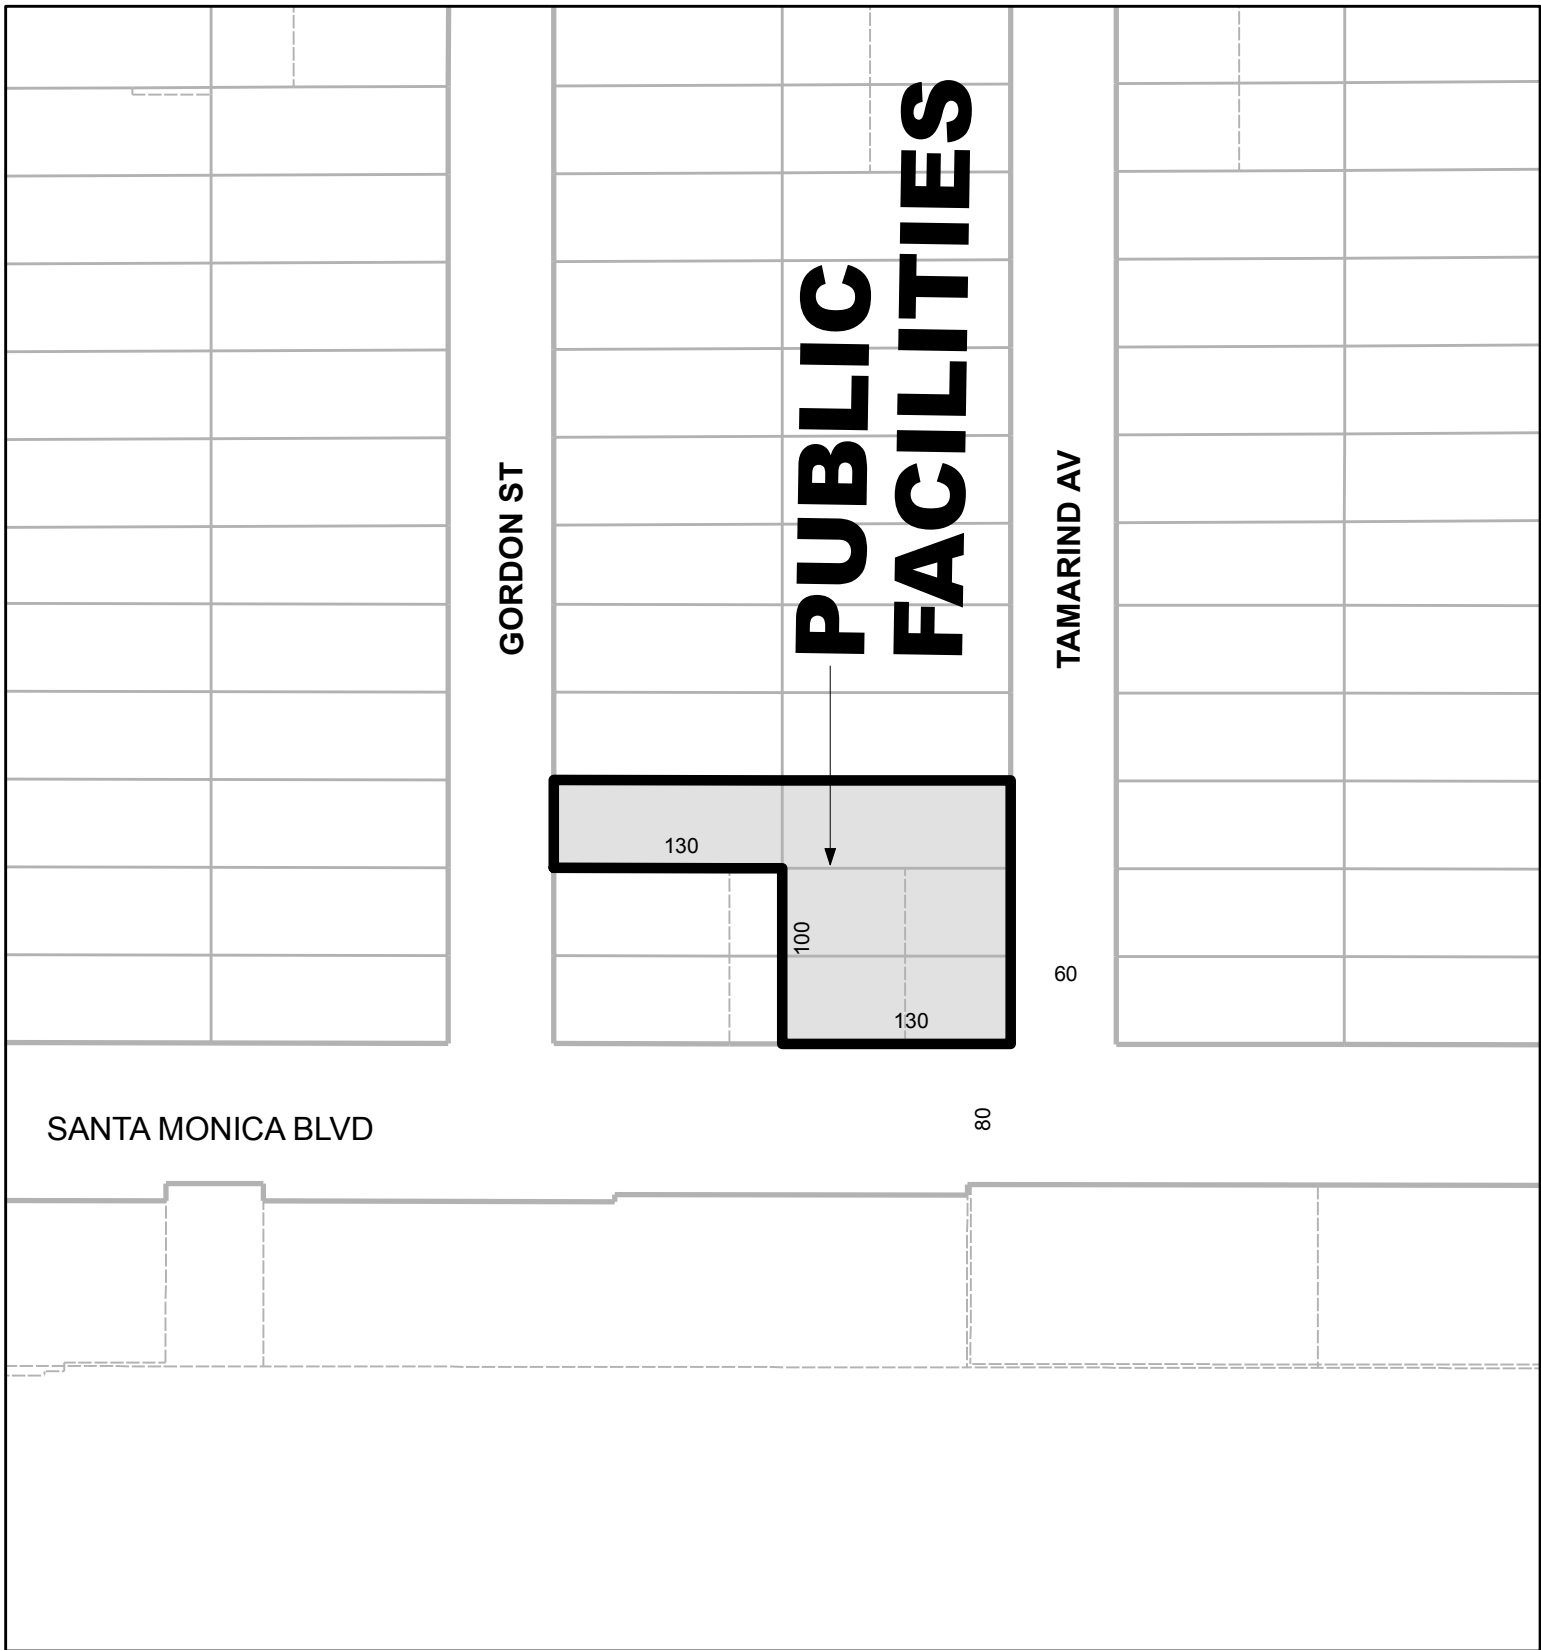 PUBLIC
FACILITIES
GORDON ST
TAMARIND AV
130
100
60
130
80
SANTA MONICA BLVD